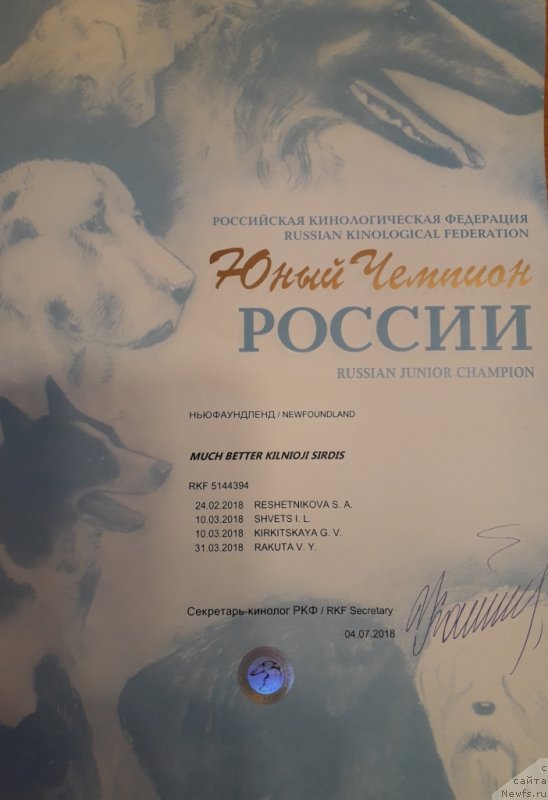 РОССИЙСКАЯ КИНОЛОГИЧЕСКАЯ ФЕДЕРАЦИЯ
RUSSIAN KINOLOGICAL FEDERATION
Юный Чемпион
РОССИИ
RUSSIAN JUNIOR CHAMPION
НЬЮФАУНДЛЕНД / NEWFOUNDLAND
MUCH BETTER KILNIOJI SIRDIS
RKF 5144394
24.02.2018 RESHETNIKOVA S. A.
10.03.2018 SHVETS I. L.
10.03.2018 KIRKITSKAYA G. V.
31.03.2018 RAKUTA V. Y.
Секретарь-кинолог РКФ / RKF Secretary
04.07.2018
с
сайта
Newfs.ru